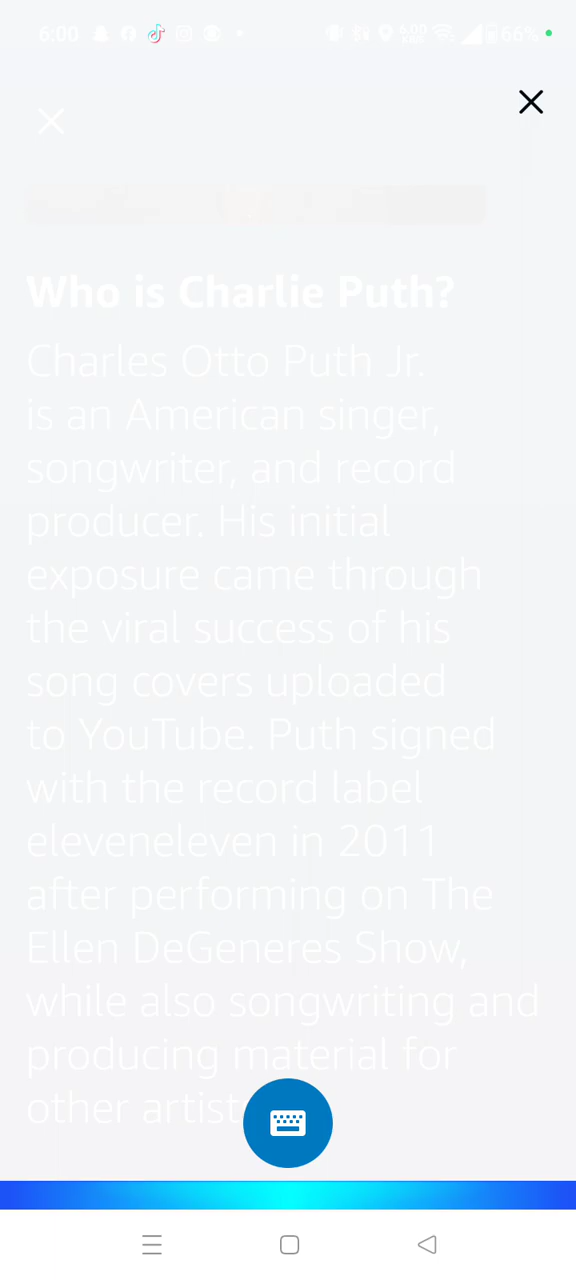 6:00 6.00 KB/S 66%
Who is Charlie Puth?
Charles Otto Puth Jr.
is an American singer,
songwriter, and record
producer. His initial
exposure came through
the viral success of his
song covers uploaded
to YouTube. Puth signed
with the record label
eleveneleven in 2011
after performing on The
Ellen DeGeneres Show,
while also songwriting and
producing material for
other artist